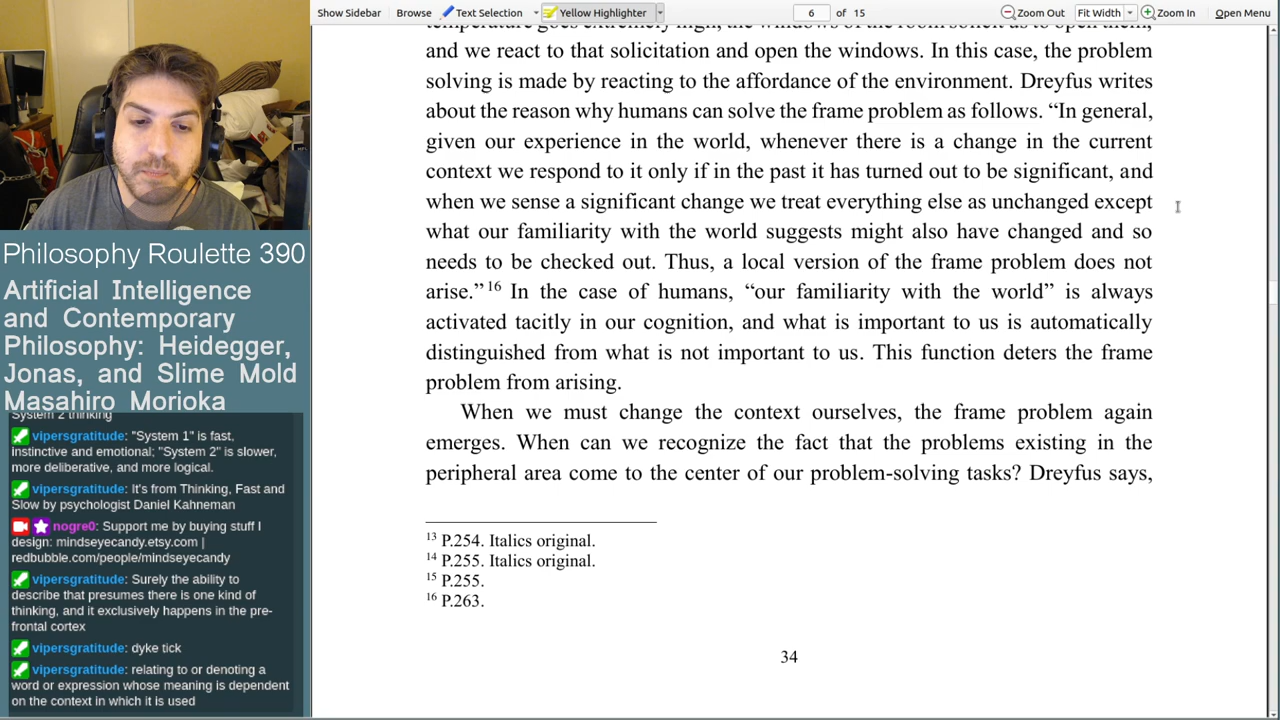 Show Sidebar Browse Text Selection Yellow Highlighter 6 of 15 Zoom Out Fit Width Zoom In Open Menu
temperature goes extremely high, the windows of the room solicit us to open them,
and we react to that solicitation and open the windows. In this case, the problem
solving is made by reacting to the affordance of the environment. Dreyfus writes
about the reason why humans can solve the frame problem as follows. “In general,
given our experience in the world, whenever there is a change in the current
context we respond to it only if in the past it has turned out to be significant, and
when we sense a significant change we treat everything else as unchanged except
what our familiarity with the world suggests might also have changed and so
needs to be checked out. Thus, a local version of the frame problem does not
arise.” 16 In the case of humans, “our familiarity with the world” is always
activated tacitly in our cognition, and what is important to us is automatically
distinguished from what is not important to us. This function deters the frame
problem from arising.
When we must change the context ourselves, the frame problem again
emerges. When can we recognize the fact that the problems existing in the
peripheral area come to the center of our problem-solving tasks? Dreyfus says,
13 P.254. Italics original.
14 P.255. Italics original.
15 P.255.
16 P.263.
34
Philosophy Roulette 390
Artificial Intelligence
and Contemporary
Philosophy: Heidegger,
Jonas, and Slime Mold
Masahiro Morioka
System 2 thinking
vipersgratitude: "System 1" is fast,
instinctive and emotional; "System 2" is slower,
more deliberative, and more logical.
vipersgratitude: It's from Thinking, Fast and
Slow by psychologist Daniel Kahneman
nogre0: Support me by buying stuff I
design: mindseyecandy.etsy.com |
redbubble.com/people/mindseyecandy
vipersgratitude: Surely the ability to
describe that presumes there is one kind of
thinking, and it exclusively happens in the pre-
frontal cortex
vipersgratitude: dyke tick
vipersgratitude: relating to or denoting a
word or expression whose meaning is dependent
on the context in which it is used